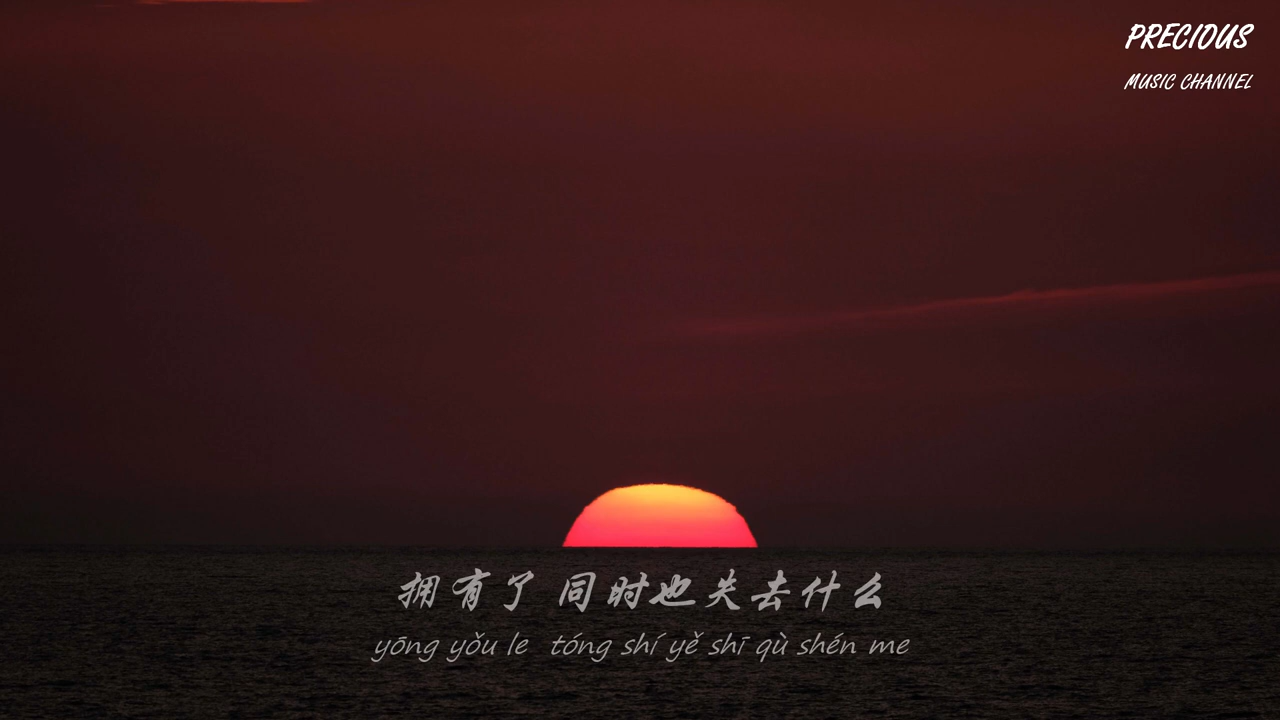 PRECIOUS
MUSIC CHANNEL
拥有了 同时也失去什么
yōng yǒu le  tóng shí yě shī qù shén me